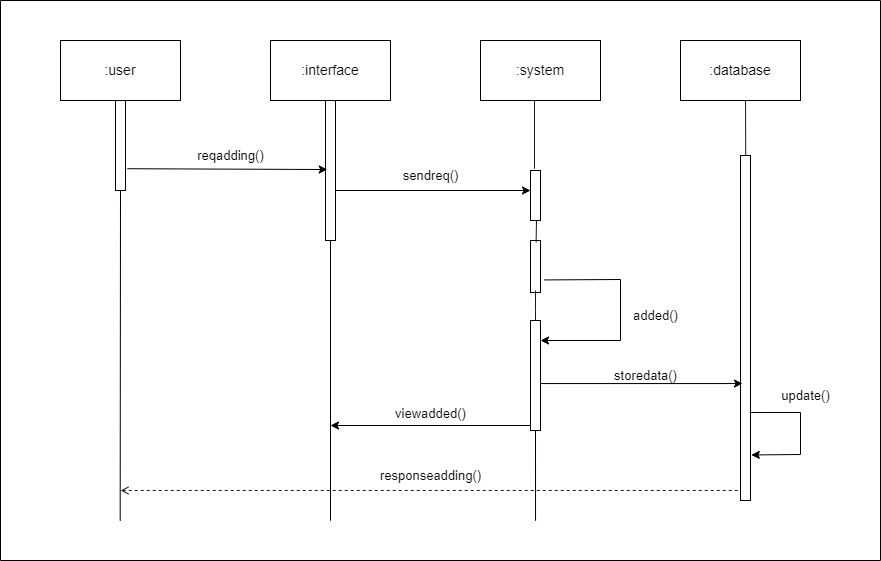 :user
:interface
:system
:database
reqadding()
sendreq()
added()
storedata()
update()
viewadded()
responseadding()